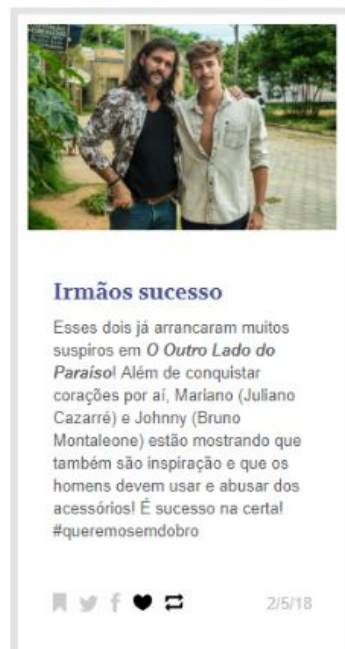 Irmãos sucesso
Esses dois já arrancaram muitos
suspiros em O Outro Lado do
Paraíso! Além de conquistar
corações por aí, Mariano (Juliano
Cazarré) e Johnny (Bruno
Montaleone) estão mostrando que
também são inspiração e que os
homens devem usar e abusar dos
acessórios! É sucesso na certa!
#queremosemdobro
2/5/18